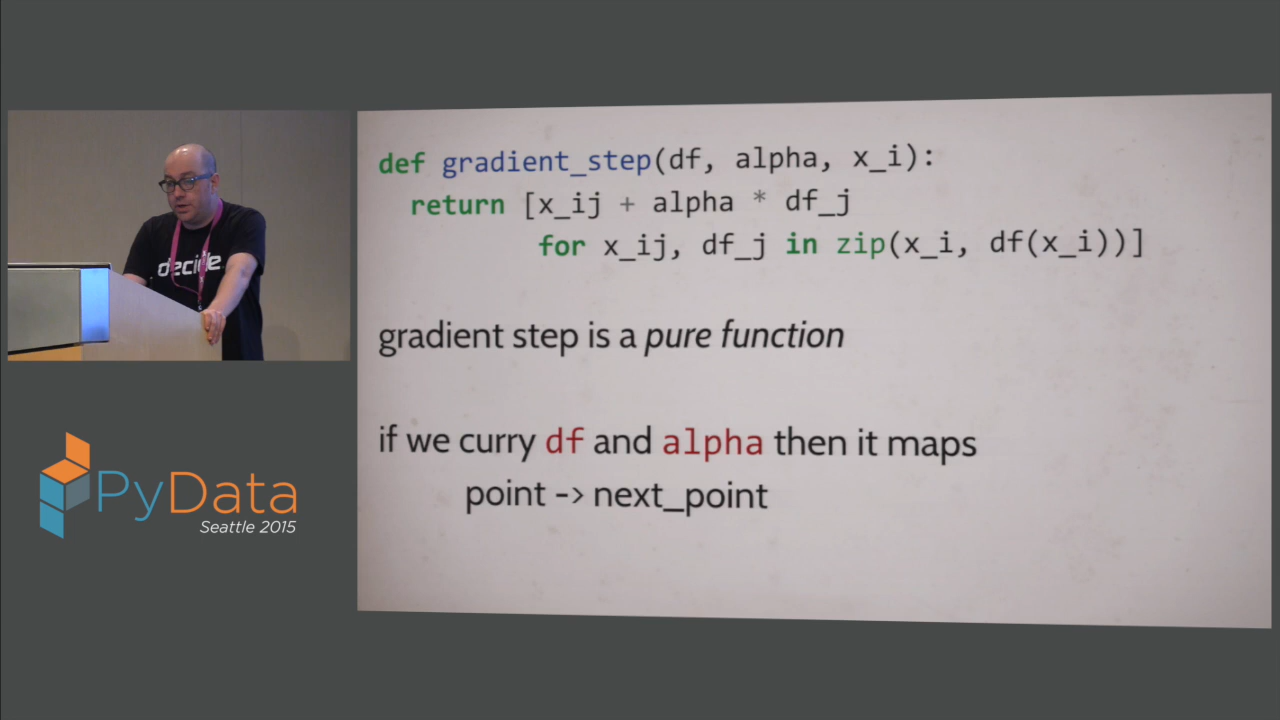 def gradient_step(df, alpha, x_i):
return [x_ij + alpha * df_j
for x_ij, df_j in zip(x_i, df(x_i))]
gradient step is a pure function
if we curry df and alpha then it maps
point -> next_point
decide
PyData
Seattle 2015